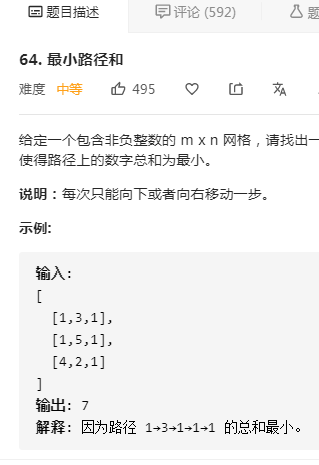 题目描述 评论 (592) 题
64. 最小路径和
难度 中等 495
给定一个包含非负整数的 m x n 网格，请找出一
使得路径上的数字总和为最小。
说明：每次只能向下或者向右移动一步。
示例:
输入:
[
[1,3,1],
[1,5,1],
[4,2,1]
]
输出: 7
解释: 因为路径 1→3→1→1→1 的总和最小。